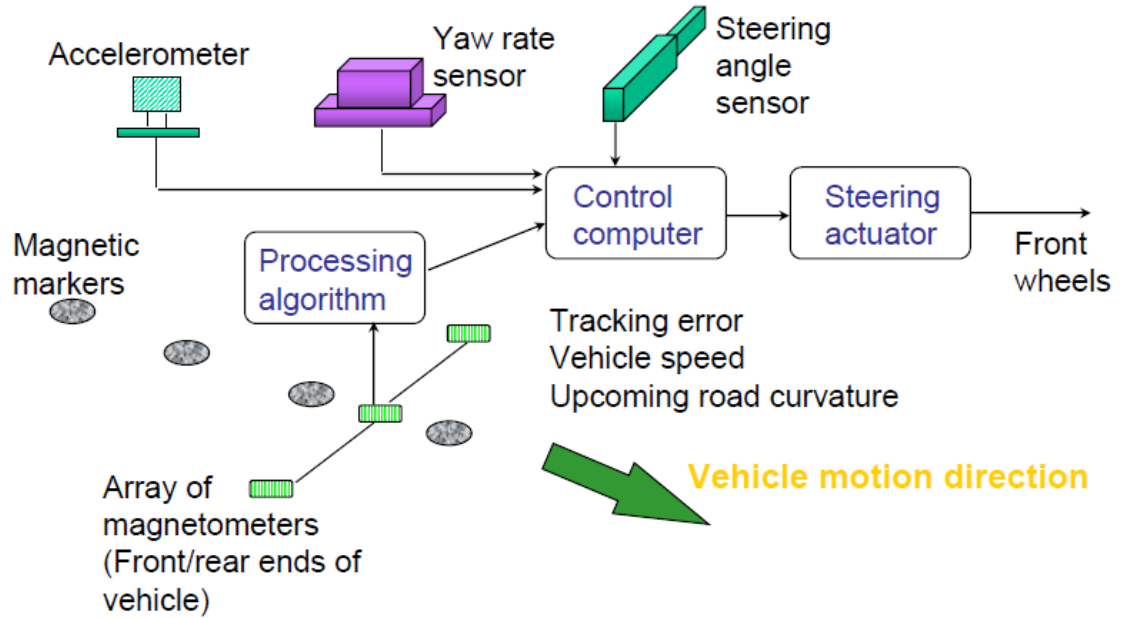 Accelerometer
Yaw rate
sensor
Steering
angle
sensor
Control
computer
Steering
actuator
Front
wheels
Magnetic
markers
Processing
algorithm
Tracking error
Vehicle speed
Upcoming road curvature
Vehicle motion direction
Array of
magnetometers
(Front/rear ends of
vehicle)